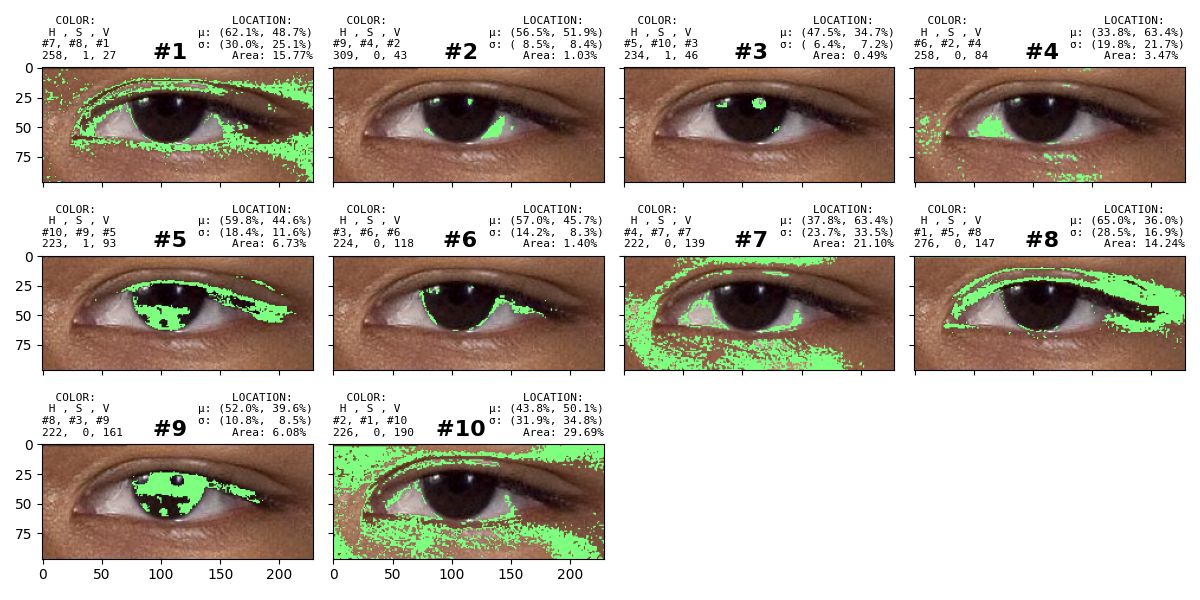 COLOR: LOCATION:
H , S , V μ: (62.1%, 48.7%)
#7, #8, #1 #1 σ: (30.0%, 25.1%)
258, 1, 27 Area: 15.77%
COLOR: LOCATION:
H , S , V μ: (56.5%, 51.9%)
#9, #4, #2 #2 σ: ( 8.5%, 8.4%)
309, 0, 43 Area: 1.03%
COLOR: LOCATION:
H , S , V μ: (47.5%, 34.7%)
#5, #10, #3 #3 σ: ( 6.4%, 7.2%)
234, 1, 46 Area: 0.49%
COLOR: LOCATION:
H , S , V μ: (33.8%, 63.4%)
#6, #2, #4 #4 σ: (19.8%, 21.7%)
258, 0, 84 Area: 3.47%
0
25
50
75
COLOR: LOCATION:
H , S , V μ: (59.8%, 44.6%)
#10, #9, #5 #5 σ: (18.4%, 11.6%)
223, 1, 93 Area: 6.73%
COLOR: LOCATION:
H , S , V μ: (57.0%, 45.7%)
#3, #6, #6 #6 σ: (14.2%, 8.3%)
224, 0, 118 Area: 1.40%
COLOR: LOCATION:
H , S , V μ: (37.8%, 63.4%)
#4, #7, #7 #7 σ: (23.7%, 33.5%)
222, 0, 139 Area: 21.10%
COLOR: LOCATION:
H , S , V μ: (65.0%, 36.0%)
#1, #5, #8 #8 σ: (28.5%, 16.9%)
276, 0, 147 Area: 14.24%
0
25
50
75
COLOR: LOCATION:
H , S , V μ: (52.0%, 39.6%)
#8, #3, #9 #9 σ: (10.8%, 8.5%)
222, 0, 161 Area: 6.08%
COLOR: LOCATION:
H , S , V μ: (43.8%, 50.1%)
#2, #1, #10 #10 σ: (31.9%, 34.8%)
226, 0, 190 Area: 29.69%
0
25
50
75
0 50 100 150 200
0 50 100 150 200